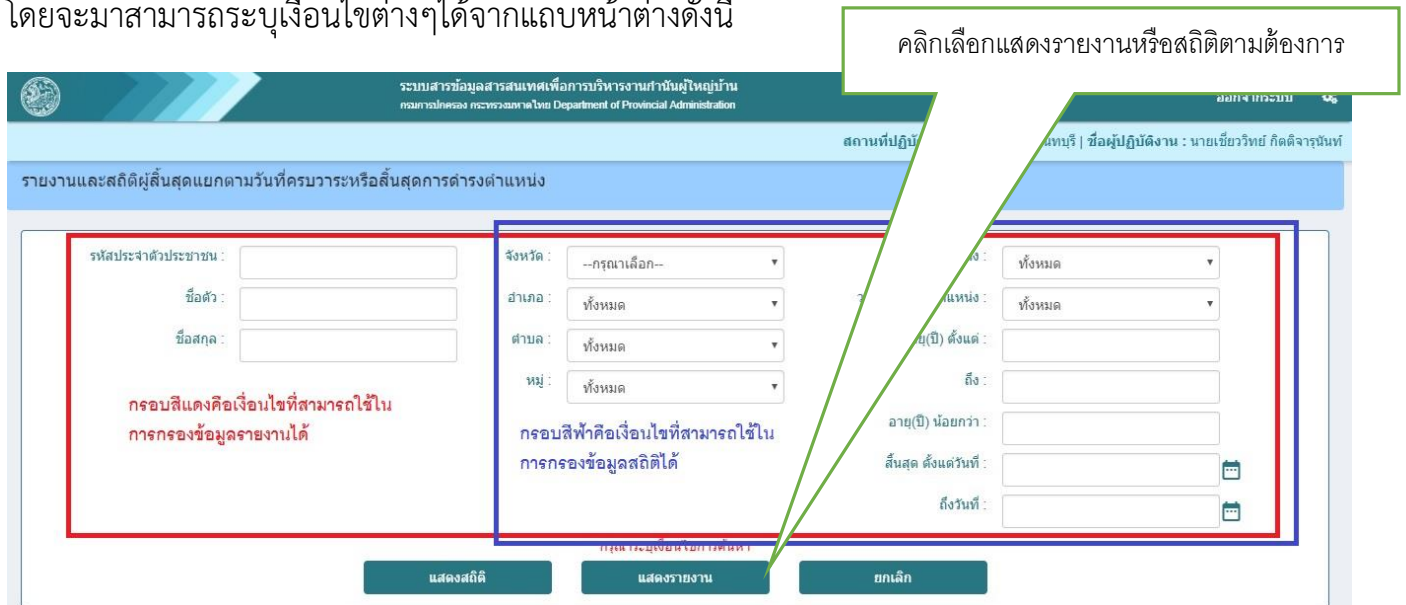 โดยจะมาสามารถระบุเงื่อนไขต่างๆได้จากแถบหน้าต่างดังนี้
คลิกเลือกแสดงรายงานหรือสถิติตามต้องการ
ระบบสารข้อมูลสารสนเทศเพื่อการบริหารงานกำนันผู้ใหญ่บ้าน
กรมการปกครอง กระทรวงมหาดไทย Department of Provincial Administration
ออกจากระบบ
ชื่อผู้ปฏิบัติงาน : นายเชี่ยววิทย์ กิตติจารุนันท์
รายงานและสถิติผู้สิ้นสุดแยกตามวันที่ครบวาระหรือสิ้นสุดการดำรงตำแหน่ง
รหัสประจำตัวประชาชน :
จังหวัด : --กรุณาเลือก--
ทั้งหมด
ชื่อตัว :
อำเภอ : ทั้งหมด
ทั้งหมด
ชื่อสกุล :
ตำบล : ทั้งหมด
ตั้งแต่ :
หมู่ : ทั้งหมด
ถึง :
กรอบสีแดงคือเงื่อนไขที่สามารถใช้ใน
การกรองข้อมูลรายงานได้
กรอบสีฟ้าคือเงื่อนไขที่สามารถใช้ใน
การกรองข้อมูลสถิติได้
อายุ(ปี) น้อยกว่า :
สิ้นสุด ตั้งแต่วันที่ :
ถึงวันที่ :
กรุณาระบุเงื่อนไขการค้นหา
แสดงสถิติ
แสดงรายงาน
ยกเลิก